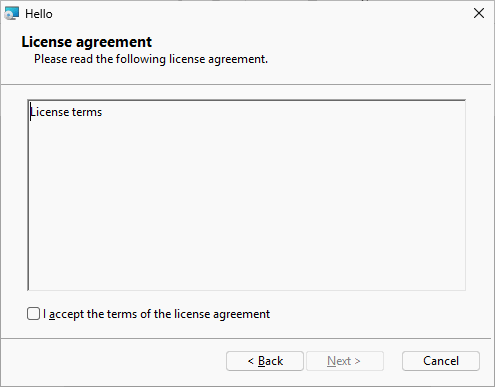 Hello
License agreement
Please read the following license agreement.
License terms
I accept the terms of the license agreement
< Back
Next >
Cancel